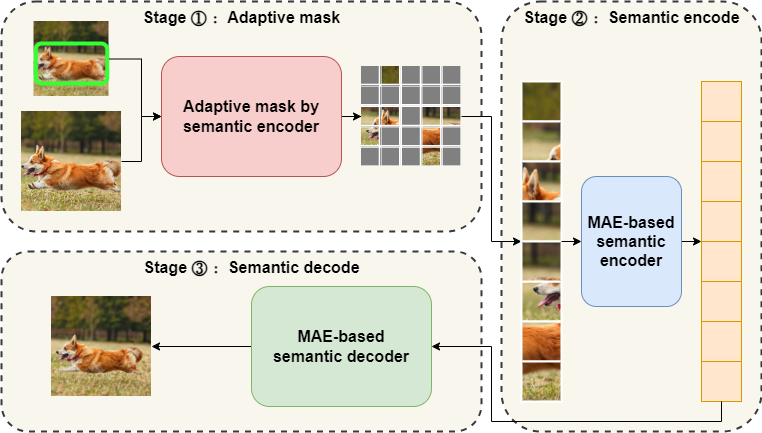 Stage ①：Adaptive mask
Adaptive mask by
semantic encoder
Stage ②：Semantic encode
MAE-based
semantic
encoder
Stage ③：Semantic decode
MAE-based
semantic decoder